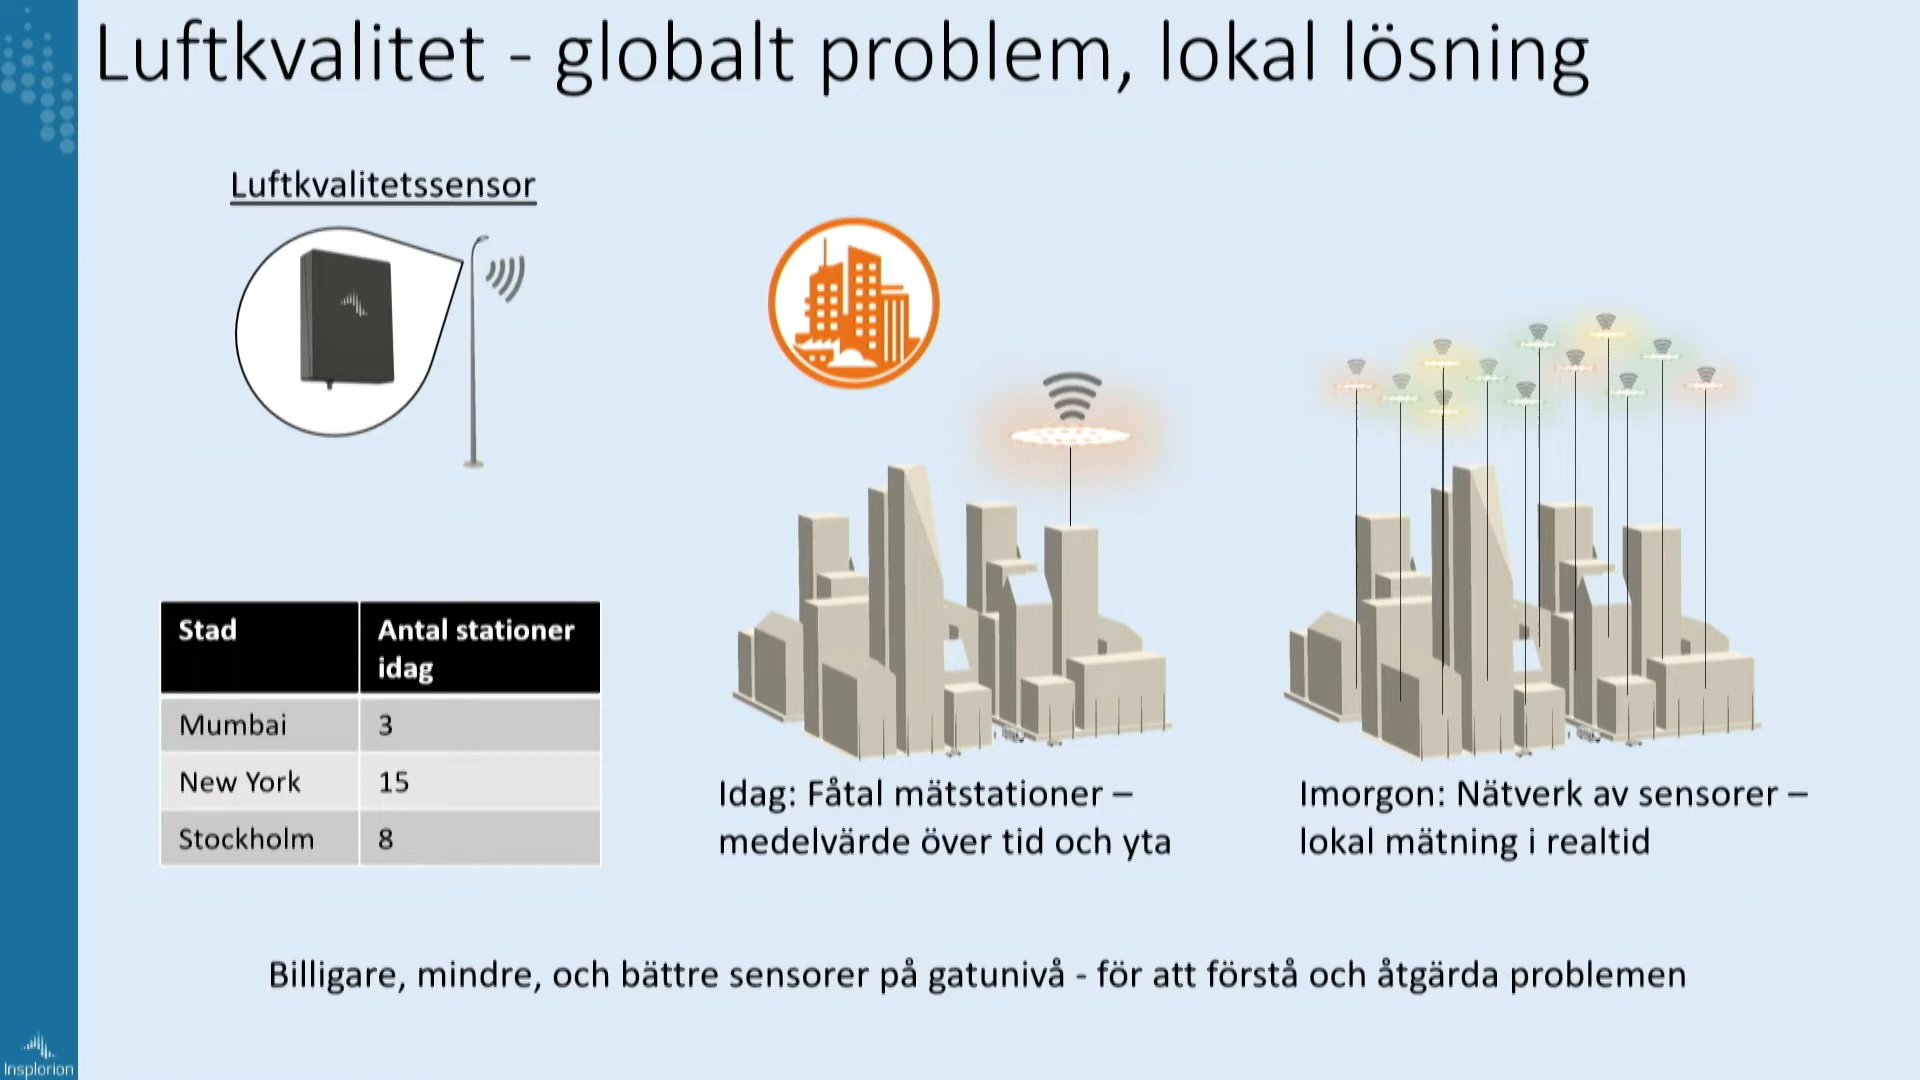 Luftkvalitet - globalt problem, lokal lösning
Luftkvalitetssensor
Stad
Antal stationer
idag
Mumbai
3
New York
15
Stockholm
8
Idag: Fåtal mätstationer –
medelvärde över tid och yta
Imorgon: Nätverk av sensorer –
lokal mätning i realtid
Billigare, mindre, och bättre sensorer på gatunivå - för att förstå och åtgärda problemen
Insplorion